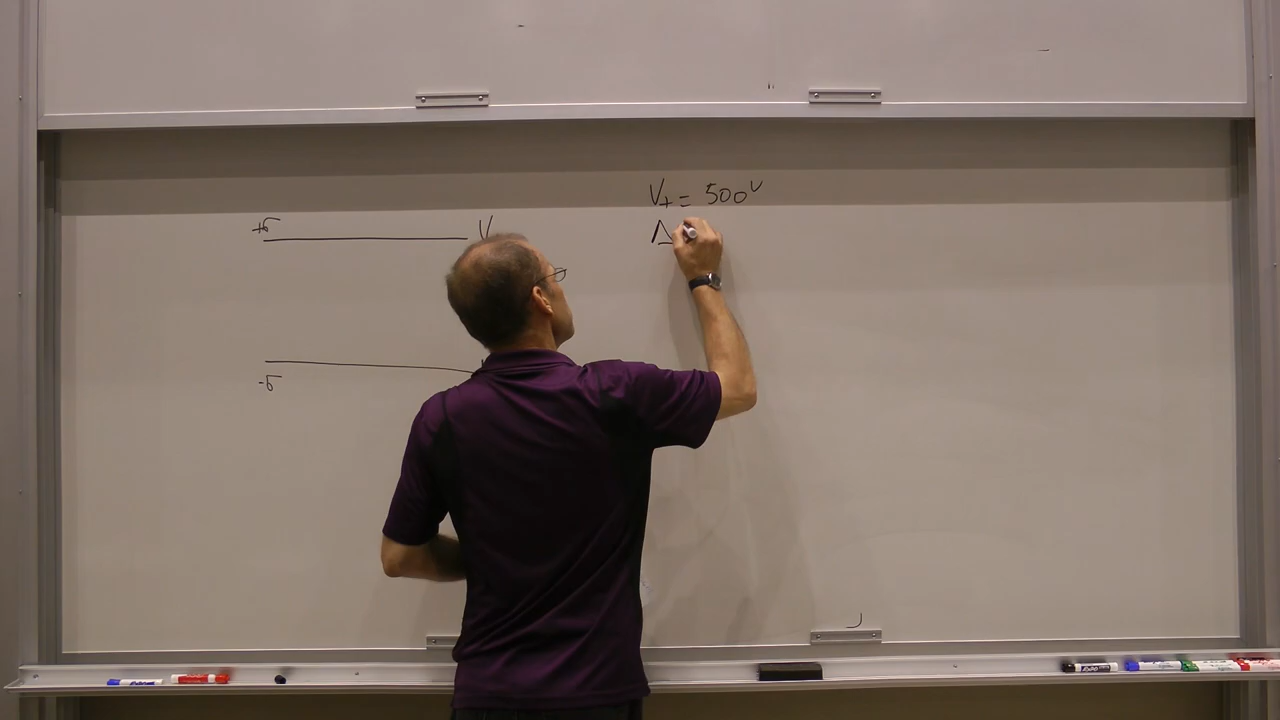 V₊ = 500V
Δ
+σ
V
-σ